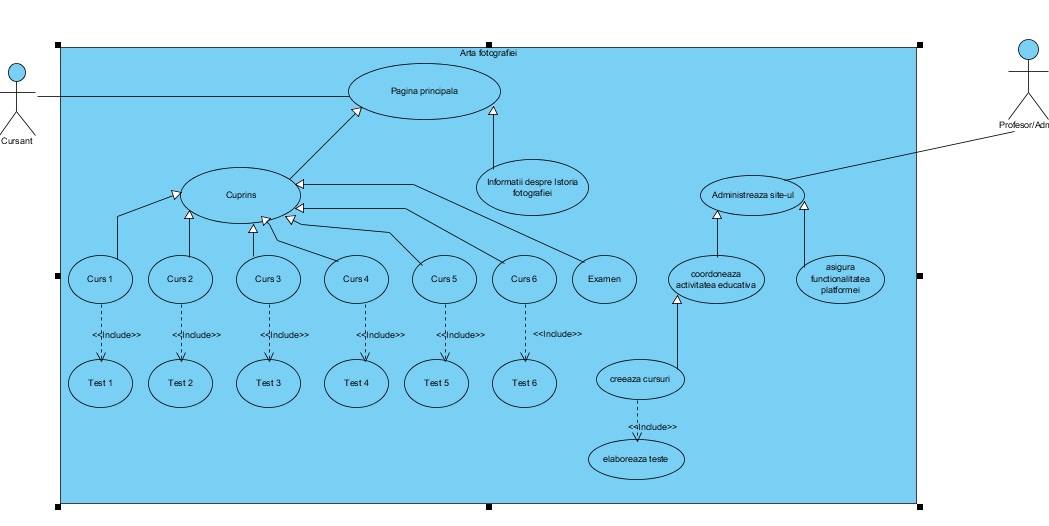 Arta fotografiei
Pagina principala
Cursant
Profesor/Adm
Informatii despre Istoria
fotografiei
Cuprins
Administreaza site-ul
Curs 1
Curs 2
Curs 3
Curs 4
Curs 5
Curs 6
Examen
coordoneaza
activitatea educativa
asigura
functionalitatea
platformei
<<Include>>
<<Include>>
<<Include>>
<<Include>>
<<Include>>
<<Include>>
Test 1
Test 2
Test 3
Test 4
Test 5
Test 6
creeaza cursuri
<<Include>>
elaboreaza teste